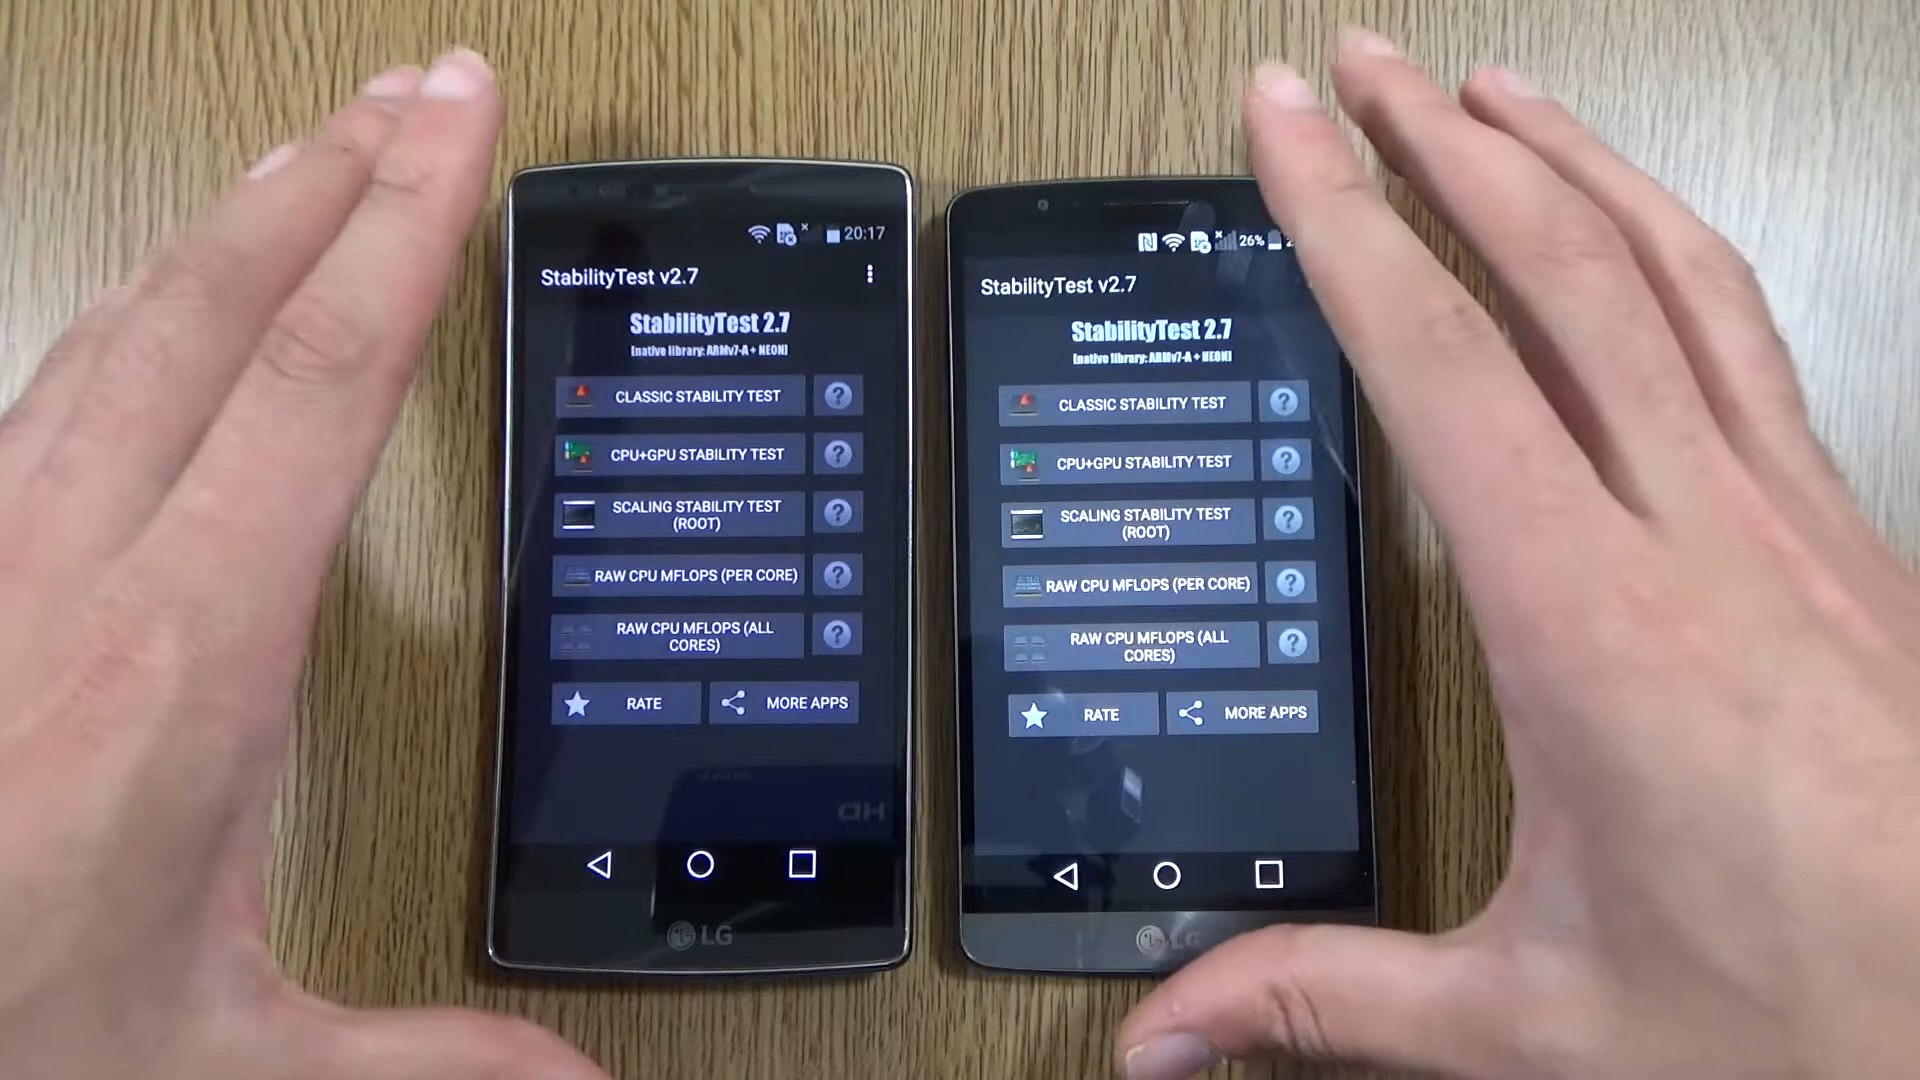 20:17
StabilityTest v2.7
StabilityTest 2.7
[native library: ARMv7-A + NEON]
CLASSIC STABILITY TEST
?
CPU+GPU STABILITY TEST
?
SCALING STABILITY TEST
(ROOT)
?
RAW CPU MFLOPS (PER CORE)
?
RAW CPU MFLOPS (ALL
CORES)
?
RATE
MORE APPS
LG
26%
StabilityTest v2.7
StabilityTest 2.7
[native library: ARMv7-A + NEON]
CLASSIC STABILITY TEST
?
CPU+GPU STABILITY TEST
?
SCALING STABILITY TEST
(ROOT)
?
RAW CPU MFLOPS (PER CORE)
?
RAW CPU MFLOPS (ALL
CORES)
?
RATE
MORE APPS
LG